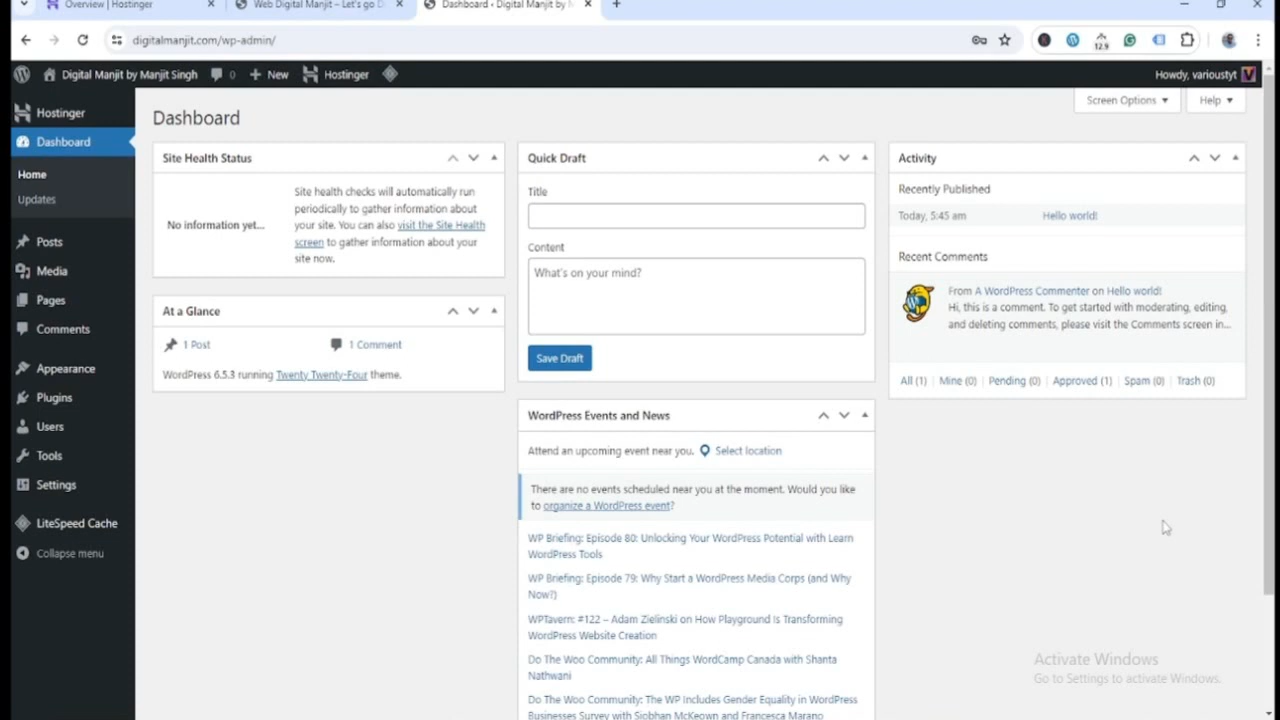 Overview | Hostinger
Web Digital Manjit – Let's go D
Dashboard ‹ Digital Manjit by
digitalmanjit.com/wp-admin/
12.9
Digital Manjit by Manjit Singh
0
New
Hostinger
Howdy, varioustyt
Hostinger
Dashboard
Home
Updates
Posts
Media
Pages
Comments
Appearance
Plugins
Users
Tools
Settings
LiteSpeed Cache
Collapse menu
Screen Options
Help
Dashboard
Site Health Status
No information yet...
Site health checks will automatically run
periodically to gather information about
your site. You can also visit the Site Health
screen to gather information about your
site now.
At a Glance
1 Post
1 Comment
WordPress 6.5.3 running Twenty Twenty-Four theme.
Quick Draft
Title
Content
What's on your mind?
Save Draft
WordPress Events and News
Attend an upcoming event near you.
Select location
There are no events scheduled near you at the moment. Would you like
to organize a WordPress event?
WP Briefing: Episode 80: Unlocking Your WordPress Potential with Learn
WordPress Tools
WP Briefing: Episode 79: Why Start a WordPress Media Corps (and Why
Now?)
WPTavern: #122 – Adam Zielinski on How Playground Is Transforming
WordPress Website Creation
Do The Woo Community: All Things WordCamp Canada with Shanta
Nathwani
Do The Woo Community: The WP Includes Gender Equality in WordPress
Businesses Survey with Siobhan McKeown and Francesca Marano
Activity
Recently Published
Today, 5:45 am
Hello world!
Recent Comments
From A WordPress Commenter on Hello world!
Hi, this is a comment. To get started with moderating, editing,
and deleting comments, please visit the Comments screen in...
All (1) | Mine (0) | Pending (0) | Approved (1) | Spam (0) | Trash (0)
Activate Windows
Go to Settings to activate Windows.